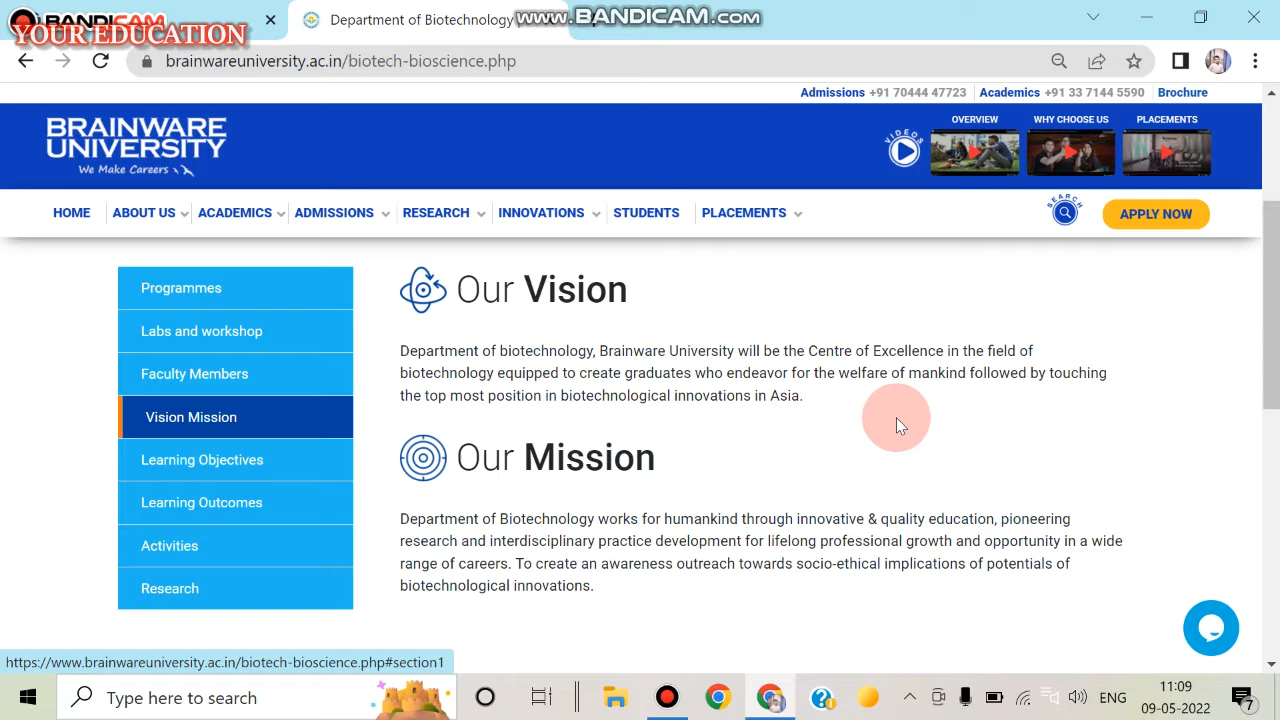 BANDICAM
YOUR EDUCATION
Department of Biotechnology
www.BANDICAM.com
brainwareuniversity.ac.in/biotech-bioscience.php
Admissions +91 70444 47723 Academics +91 33 7144 5590 Brochure
BRAINWARE
UNIVERSITY
We Make Careers
VIDEOS
OVERVIEW WHY CHOOSE US PLACEMENTS
HOME ABOUT US ACADEMICS ADMISSIONS RESEARCH INNOVATIONS STUDENTS PLACEMENTS
SEARCH
APPLY NOW
Programmes
Labs and workshop
Faculty Members
Vision Mission
Learning Objectives
Learning Outcomes
Activities
Research
Our Vision
Department of biotechnology, Brainware University will be the Centre of Excellence in the field of
biotechnology equipped to create graduates who endeavor for the welfare of mankind followed by touching
the top most position in biotechnological innovations in Asia.
Our Mission
Department of Biotechnology works for humankind through innovative & quality education, pioneering
research and interdisciplinary practice development for lifelong professional growth and opportunity in a wide
range of careers. To create an awareness outreach towards socio-ethical implications of potentials of
biotechnological innovations.
https://www.brainwareuniversity.ac.in/biotech-bioscience.php#section1
Type here to search
ENG
11:09
09-05-2022
7